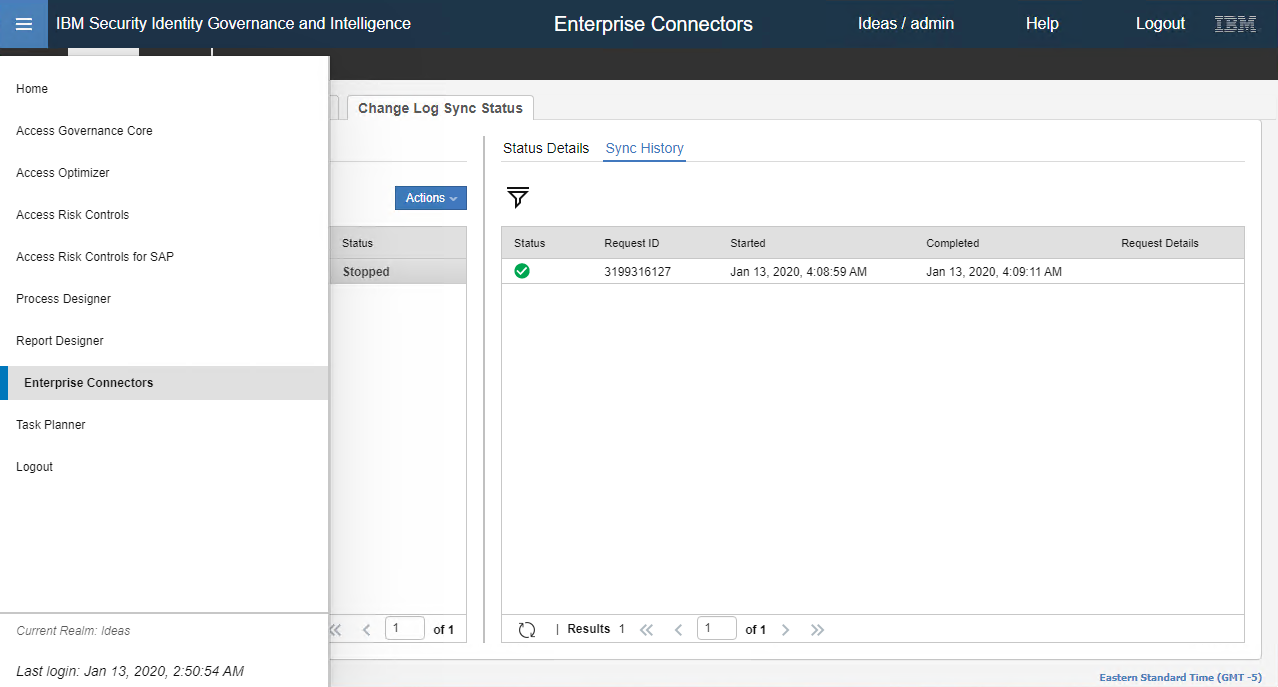 IBM Security Identity Governance and Intelligence
Enterprise Connectors
Ideas / admin
Help
Logout
IBM
Home
Access Governance Core
Access Optimizer
Access Risk Controls
Access Risk Controls for SAP
Process Designer
Report Designer
Enterprise Connectors
Task Planner
Logout
Current Realm: Ideas
Last login: Jan 13, 2020, 2:50:54 AM
Change Log Sync Status
Actions
Status
Stopped
1 of 1
Status Details Sync History
Status Request ID Started Completed Request Details
3199316127 Jan 13, 2020, 4:08:59 AM Jan 13, 2020, 4:09:11 AM
| Results 1 1 of 1
Eastern Standard Time (GMT -5)